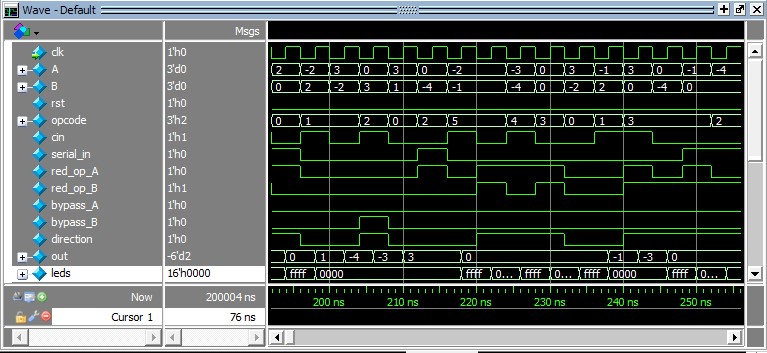 Wave - Default
Msgs
clk 1'h0
A 3'd0 2 -2 3 0 3 0 -2 -3 0 3 -1 3 0 -1 -4
B 3'd0 0 2 -2 3 1 -4 -1 -4 0 -2 2 0 -4 0
rst 1'h0
opcode 3'h2 0 1 2 0 2 5 4 3 0 1 3 2
cin 1'h1
serial_in 1'h0
red_op_A 1'h0
red_op_B 1'h1
bypass_A 1'h0
bypass_B 1'h0
direction 1'h0
out -6'd2 0 1 -4 -3 3 0 -1 -3 0
leds 16'h0000 ffff 0000 ffff 0... ffff ffff ffff 0000 ffff 0...
Now 200004 ns 200 ns 210 ns 220 ns 230 ns 240 ns 250 ns
Cursor 1 76 ns